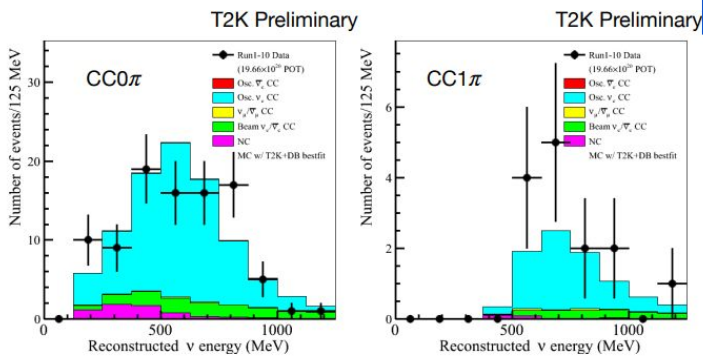 T2K Preliminary
Number of events/125 MeV
30
20
10
0
CC0π
Run1-10 Data
(19.66×10²⁰ POT)
Osc. ν̅ₑ CC
Osc. νₑ CC
ν_μ/ν̅_μ CC
Beam νₑ/ν̅ₑ CC
NC
MC w/ T2K+DB bestfit
0 500 1000
Reconstructed ν energy (MeV)
T2K Preliminary
Number of events/125 MeV
6
4
2
0
CC1π
Run1-10 Data
(19.66×10²⁰ POT)
Osc. ν̅ₑ CC
Osc. νₑ CC
ν_μ/ν̅_μ CC
Beam νₑ/ν̅ₑ CC
NC
MC w/ T2K+DB bestfit
0 500 1000
Reconstructed ν energy (MeV)